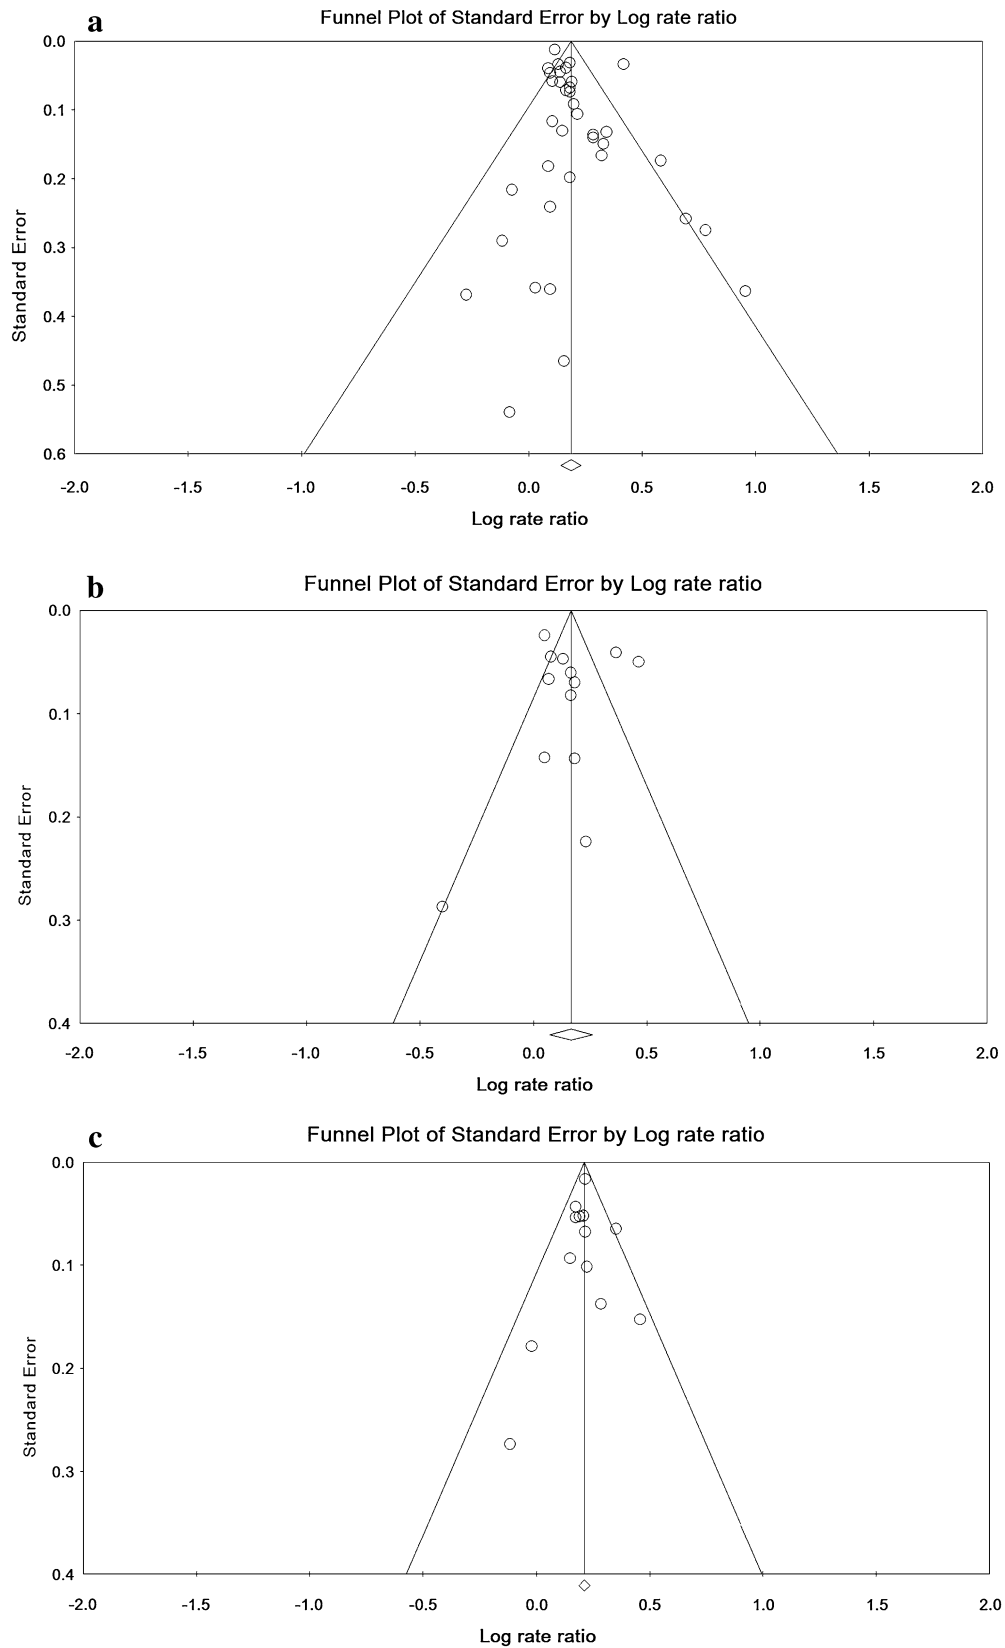 a
Funnel Plot of Standard Error by Log rate ratio
0.0
0.1
0.2
0.3
0.4
0.5
0.6
Standard Error
-2.0 -1.5 -1.0 -0.5 0.0 0.5 1.0 1.5 2.0
Log rate ratio
b
Funnel Plot of Standard Error by Log rate ratio
0.0
0.1
0.2
0.3
0.4
Standard Error
-2.0 -1.5 -1.0 -0.5 0.0 0.5 1.0 1.5 2.0
Log rate ratio
c
Funnel Plot of Standard Error by Log rate ratio
0.0
0.1
0.2
0.3
0.4
Standard Error
-2.0 -1.5 -1.0 -0.5 0.0 0.5 1.0 1.5 2.0
Log rate ratio